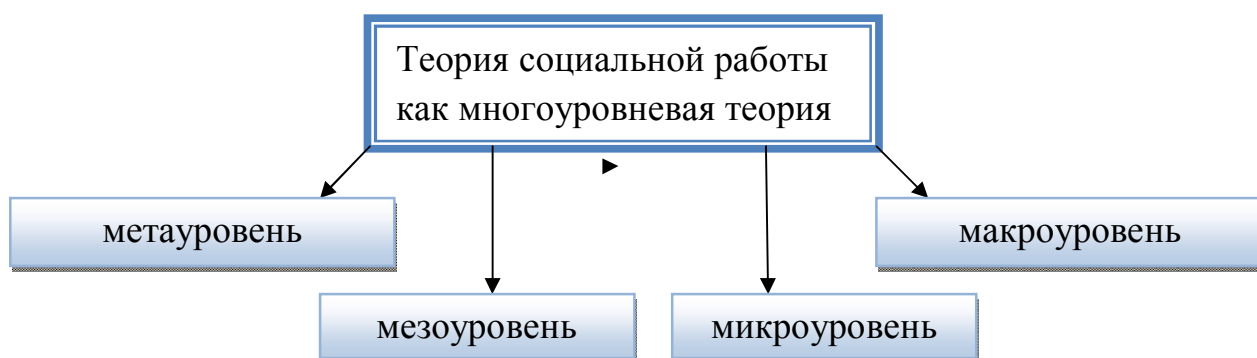 Теория социальной работы
как многоуровневая теория
метауровень
макроуровень
мезоуровень
микроуровень